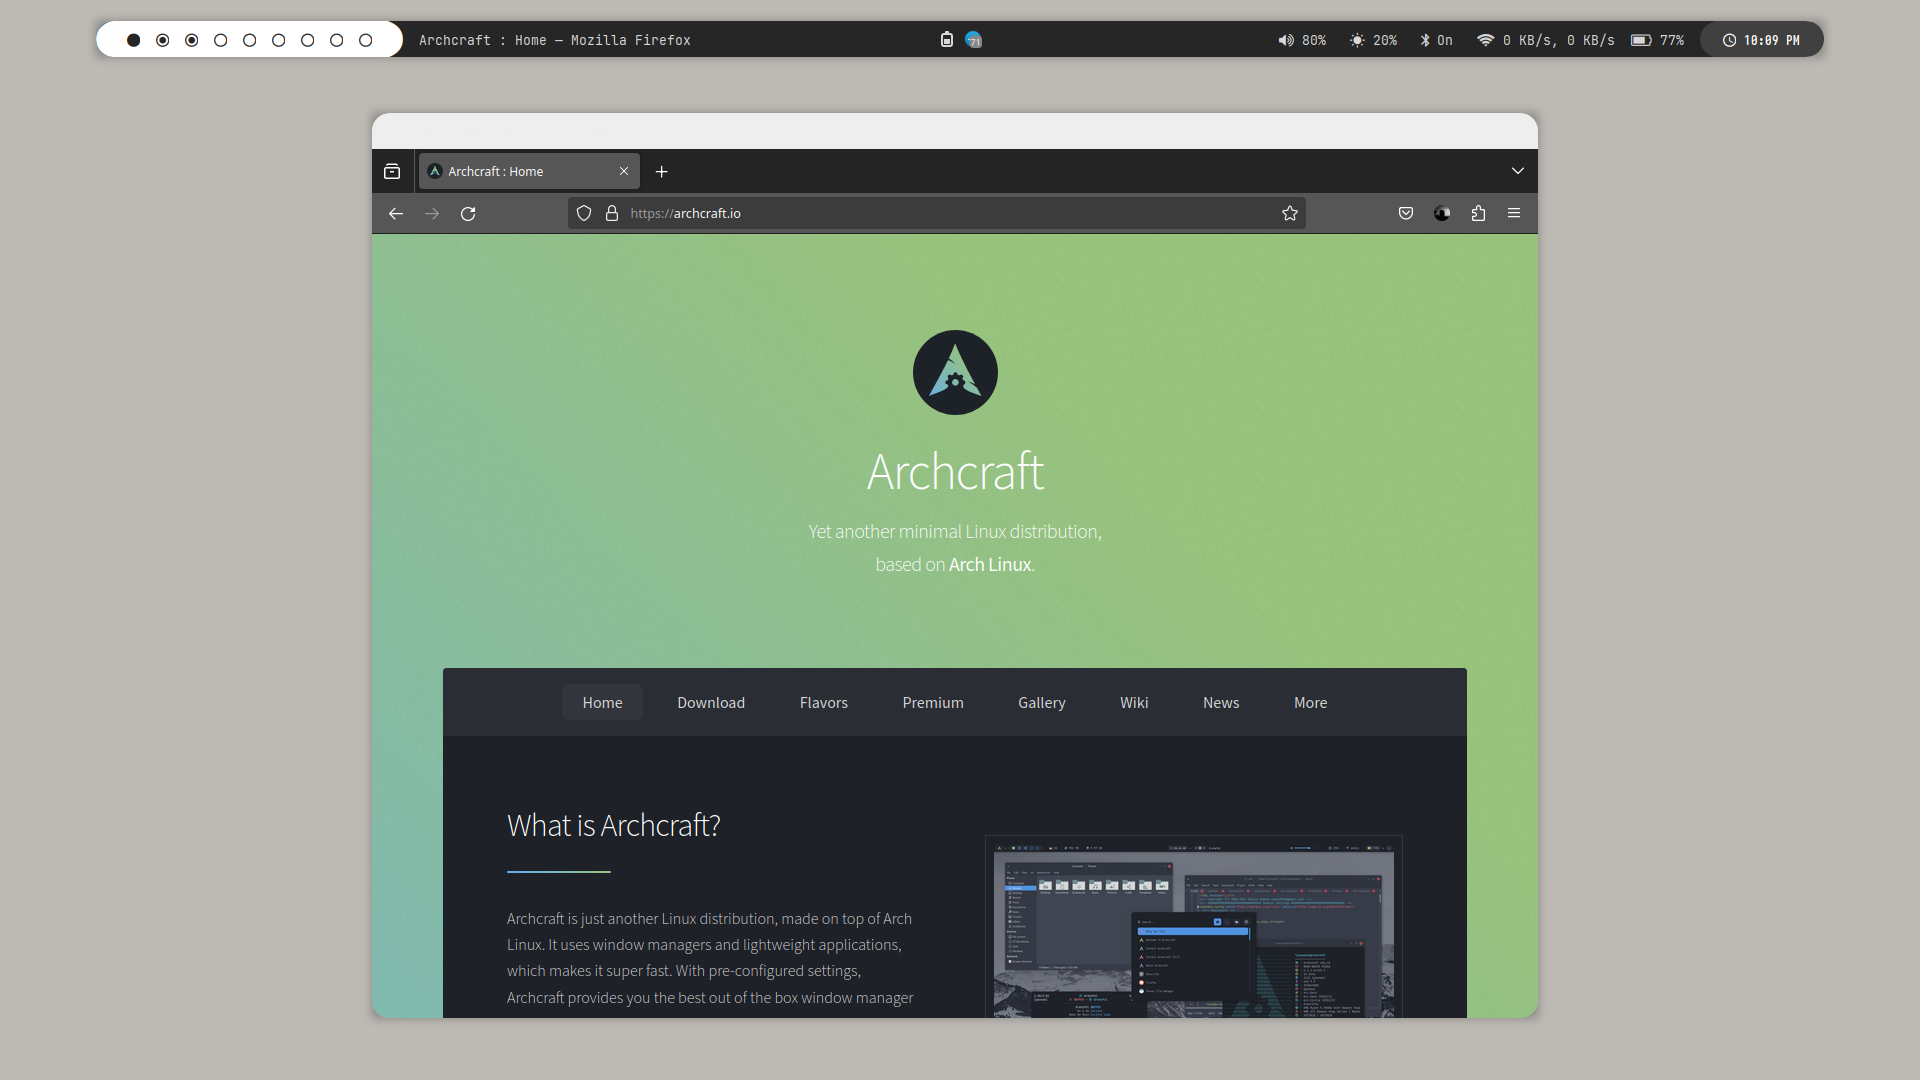 Archcraft : Home — Mozilla Firefox
71
80%
20%
On
0 KB/s, 0 KB/s
77%
10:09 PM
Archcraft : Home
https://archcraft.io
Archcraft
Yet another minimal Linux distribution,
based on Arch Linux.
Home
Download
Flavors
Premium
Gallery
Wiki
News
More
What is Archcraft?
Archcraft is just another Linux distribution, made on top of Arch
Linux. It uses window managers and lightweight applications,
which makes it super fast. With pre-configured settings,
Archcraft provides you the best out of the box window manager